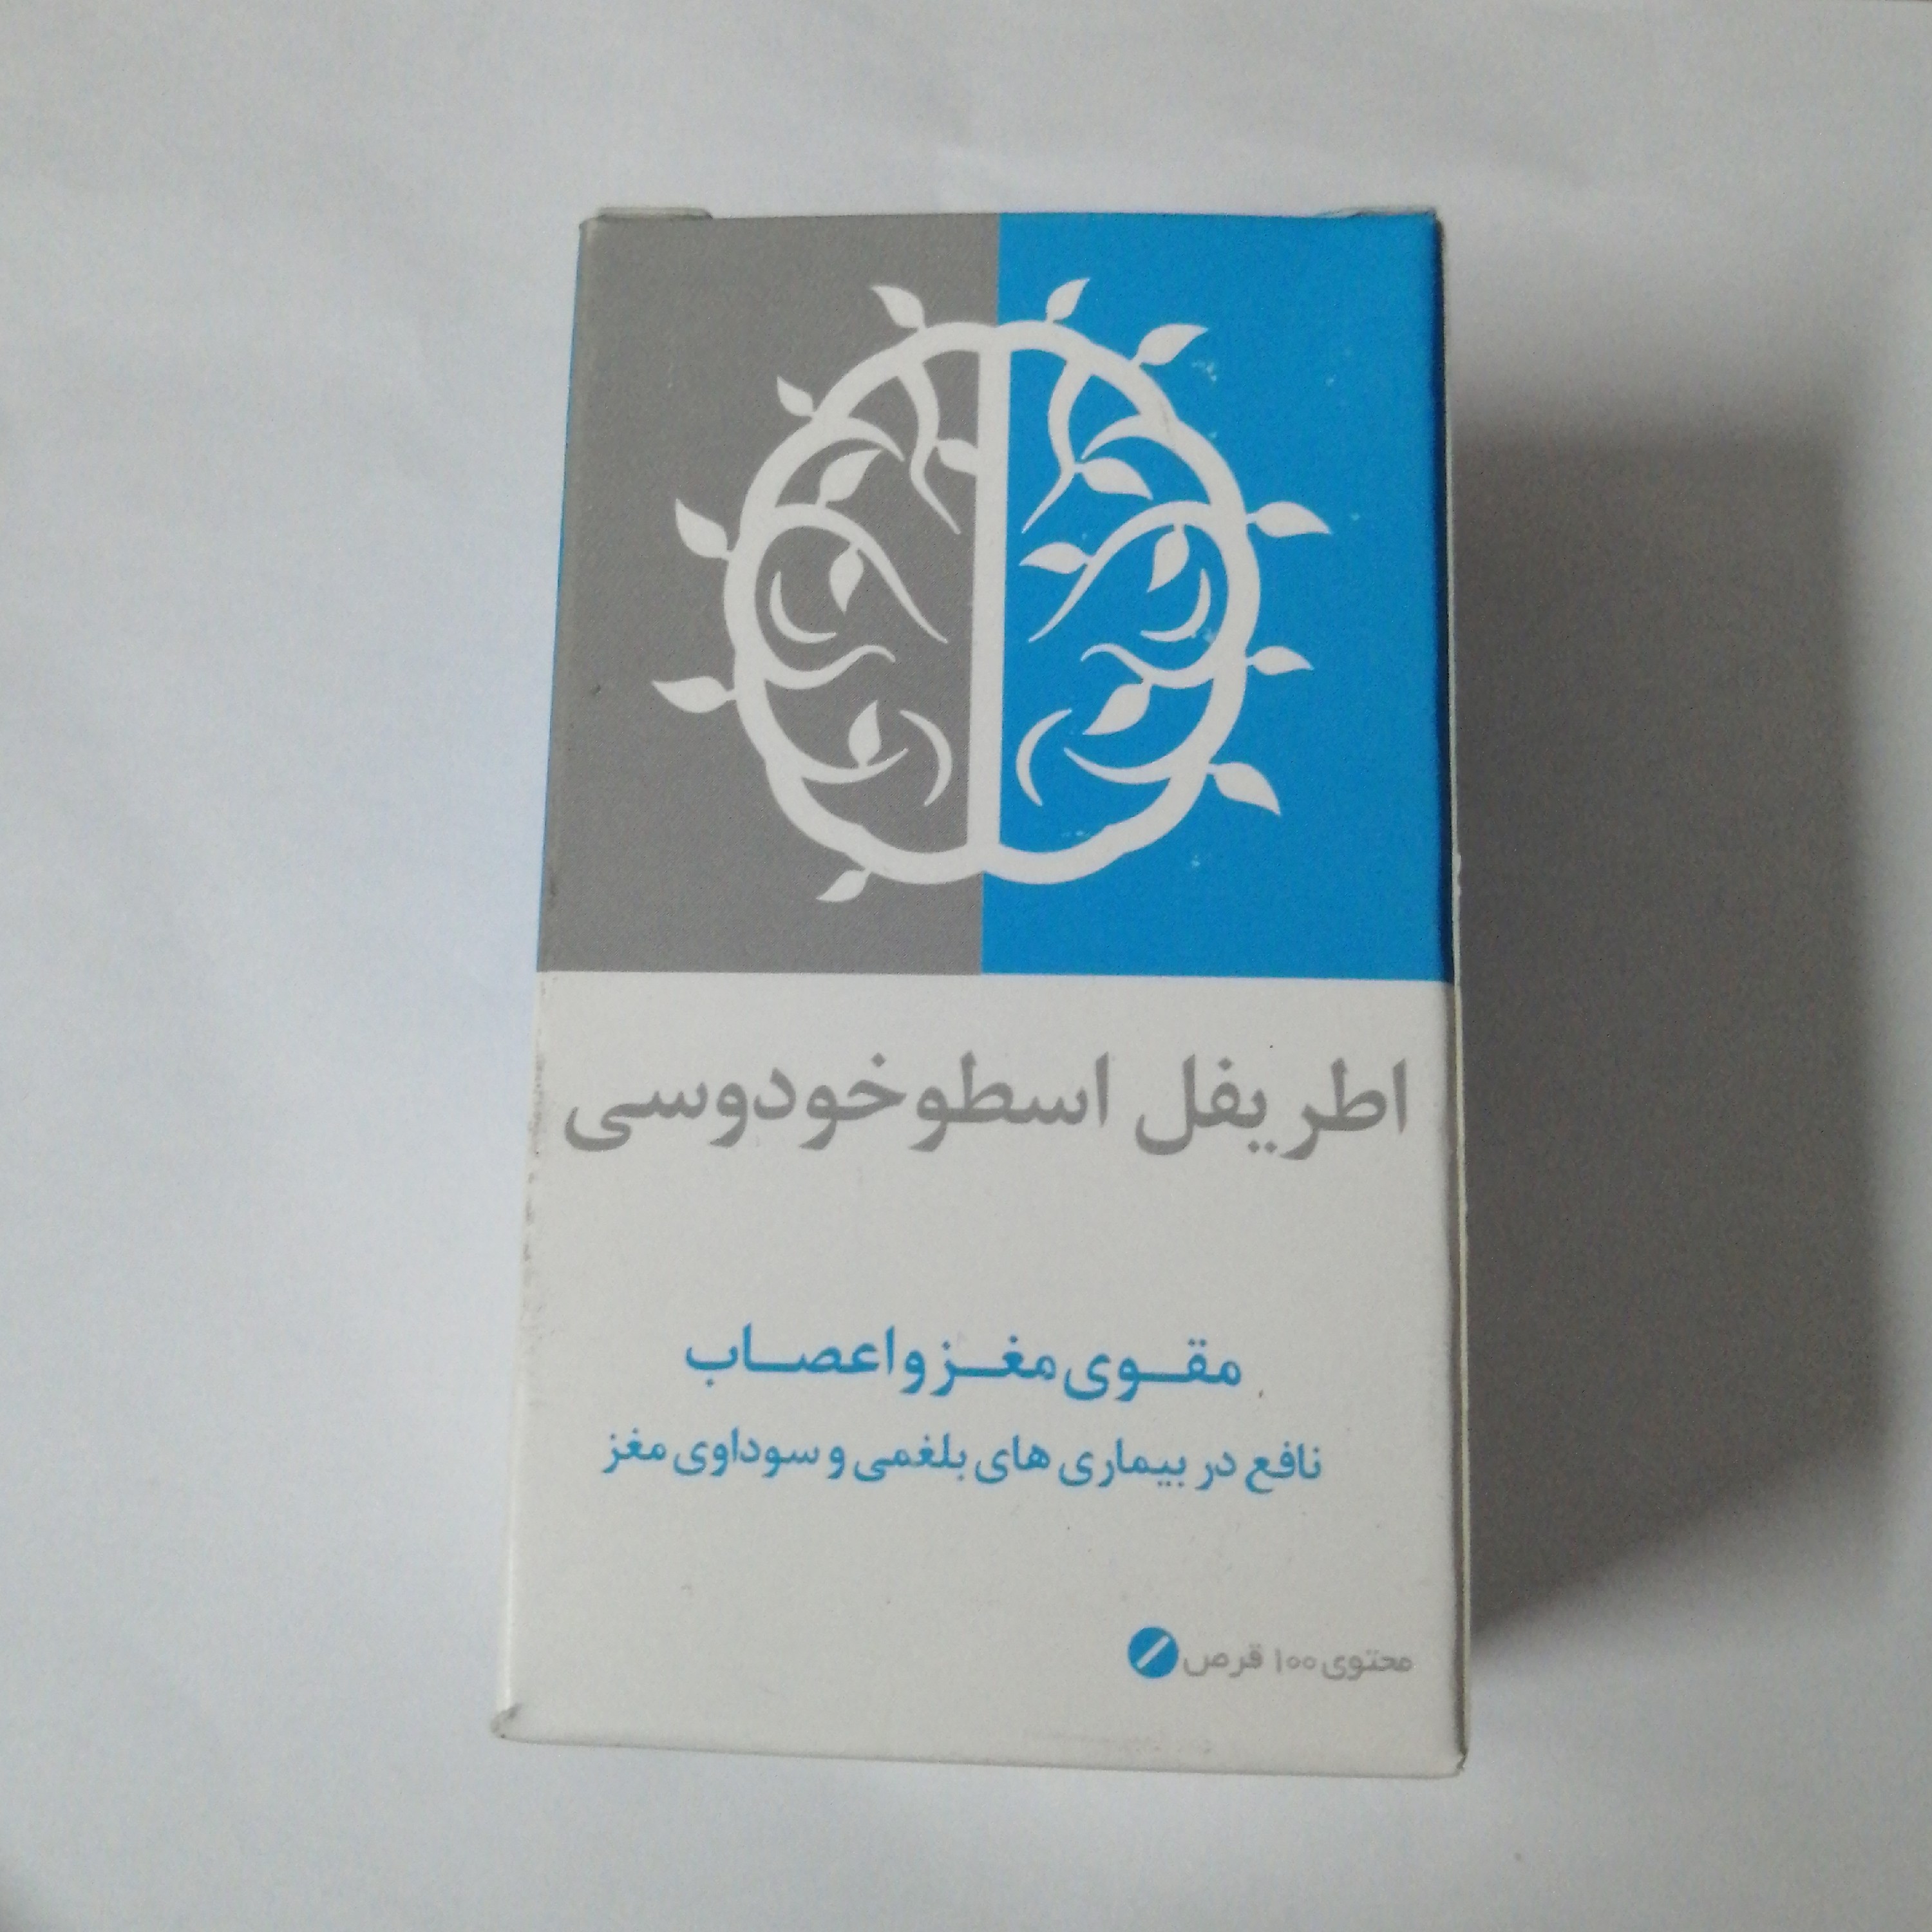 اطریفل اسطوخودوسی
مقوی مغز و اعصاب
نافع در بیماری های بلغمی و سوداوی مغز
محتوی ۱۰۰ قرص